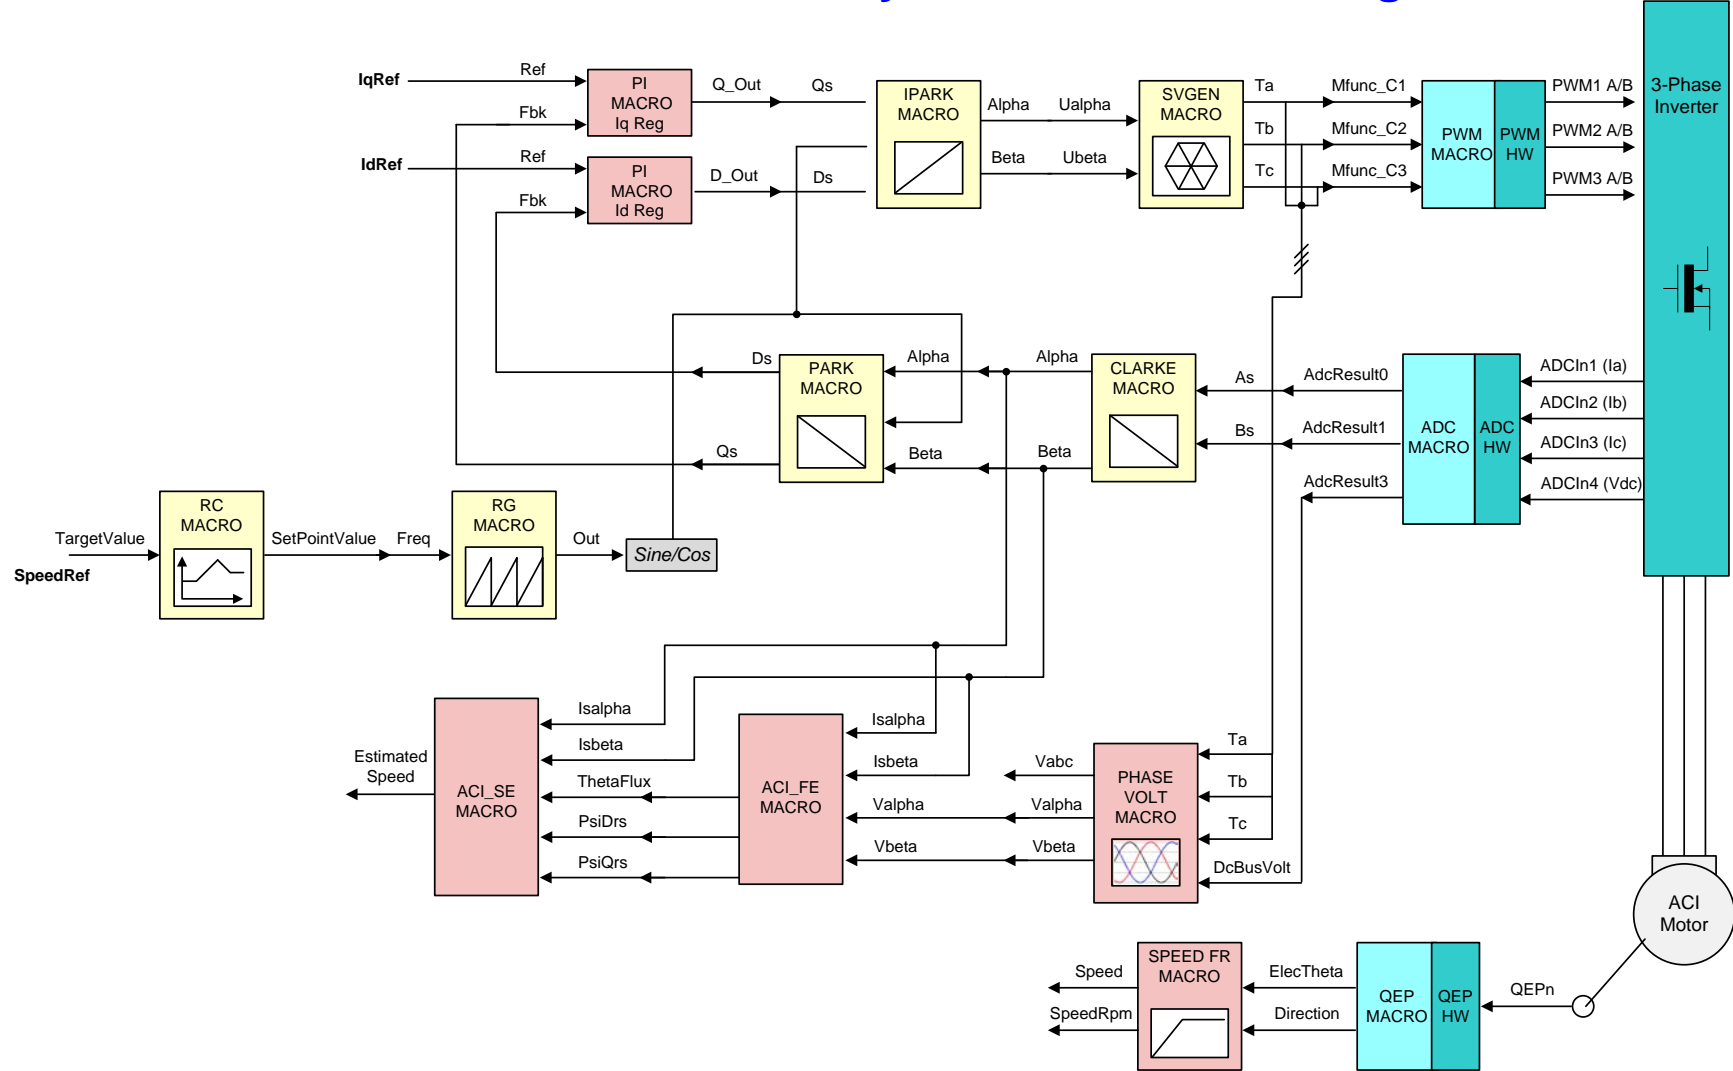 IqRef
Ref
Fbk
PI
MACRO
Iq Reg
Q_Out
Qs
IPARK
MACRO
Alpha
Ualpha
Beta
Ubeta
SVGEN
MACRO
Ta
Tb
Tc
Mfunc_C1
Mfunc_C2
Mfunc_C3
PWM
MACRO
PWM
HW
PWM1 A/B
PWM2 A/B
PWM3 A/B
3-Phase
Inverter
IdRef
Ref
Fbk
PI
MACRO
Id Reg
D_Out
Ds
Ds
Qs
PARK
MACRO
Alpha
Alpha
Beta
Beta
CLARKE
MACRO
As
AdcResult0
Bs
AdcResult1
AdcResult3
ADC
MACRO
ADC
HW
ADCIn1 (Ia)
ADCIn2 (Ib)
ADCIn3 (Ic)
ADCIn4 (Vdc)
TargetValue
SpeedRef
RC
MACRO
SetPointValue
Freq
RG
MACRO
Out
Sine/Cos
Estimated
Speed
ACI_SE
MACRO
Isalpha
Isbeta
ThetaFlux
PsiDrs
PsiQrs
ACI_FE
MACRO
Isalpha
Isbeta
Valpha
Vbeta
Vabc
Valpha
Vbeta
PHASE
VOLT
MACRO
Ta
Tb
Tc
DcBusVolt
ACI
Motor
Speed
SpeedRpm
SPEED FR
MACRO
ElecTheta
Direction
QEP
MACRO
QEP
HW
QEPn